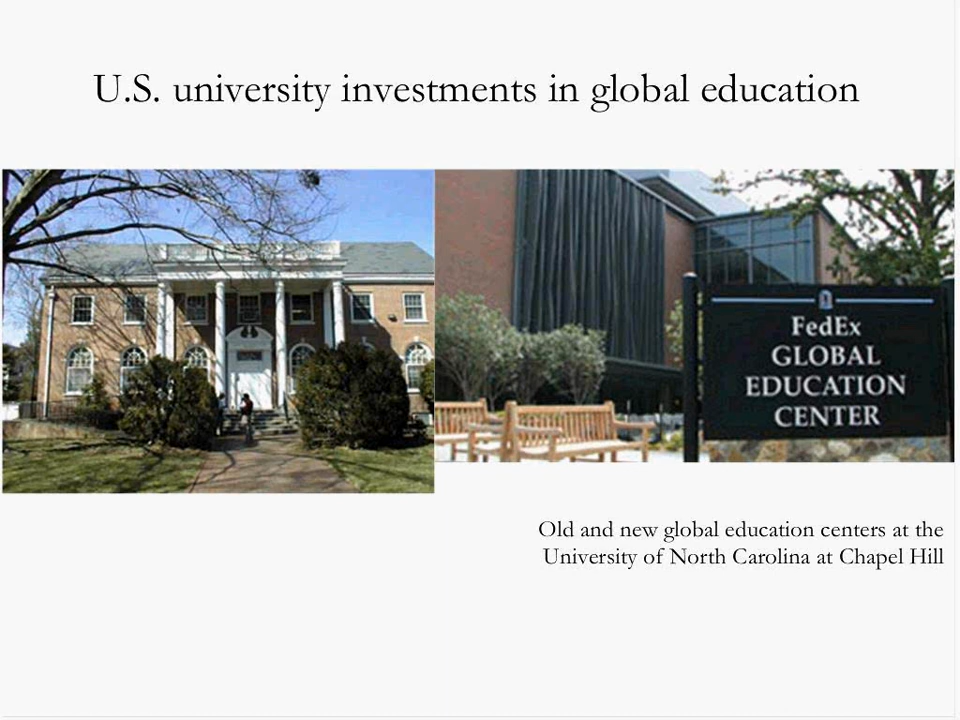 U.S. university investments in global education
FedEx
GLOBAL
EDUCATION
CENTER
Old and new global education centers at the
University of North Carolina at Chapel Hill